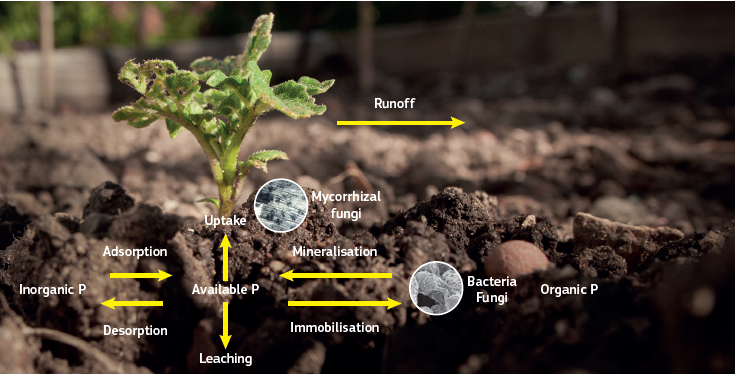 Runoff
Mycorrhizal
fungi
Uptake
Adsorption
Mineralisation
Inorganic P
Available P
Bacteria
Fungi
Organic P
Desorption
Immobilisation
Leaching